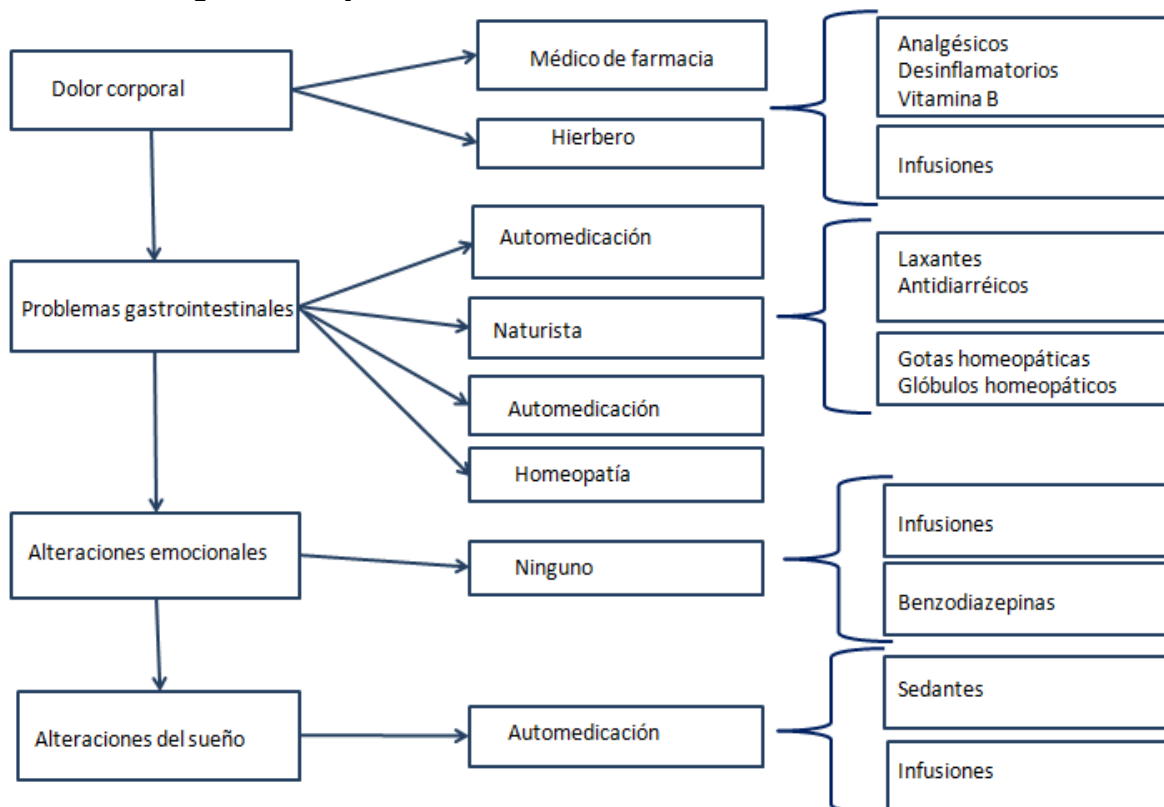 Dolor corporal
Médico de farmacia
Hierbero
Analgésicos
Desinflamatorios
Vitamina B
Infusiones
Problemas gastrointestinales
Automedicación
Naturista
Automedicación
Homeopatía
Laxantes
Antidiarréicos
Gotas homeopáticas
Glóbulos homeopáticos
Alteraciones emocionales
Ninguno
Infusiones
Benzodiazepinas
Alteraciones del sueño
Automedicación
Sedantes
Infusiones